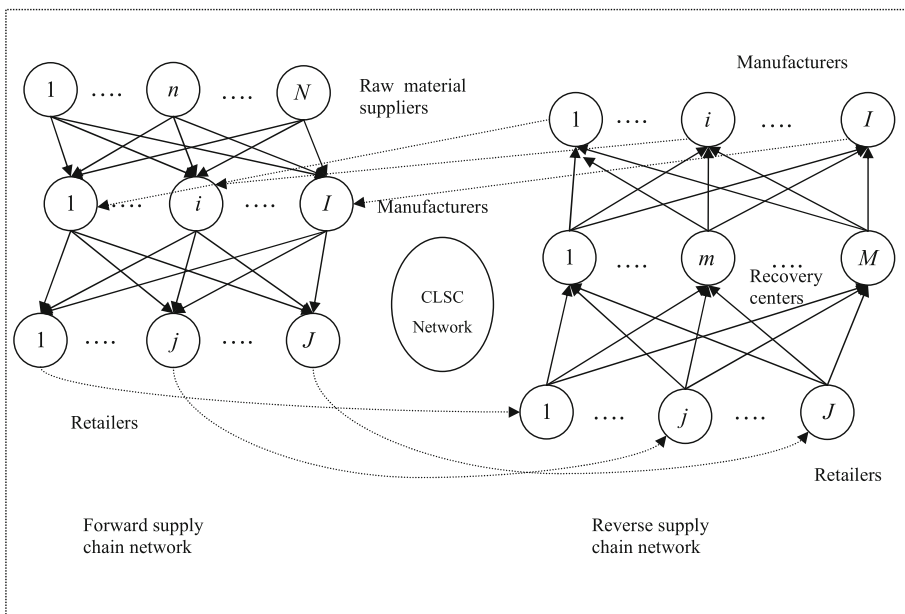 1 .... n .... N
Raw material
suppliers
1 .... i .... I
Manufacturers
1 .... j .... J
Retailers
Forward supply
chain network
CLSC
Network
Manufacturers
1 .... i .... I
1 .... m .... M
Recovery
centers
1 .... j .... J
Retailers
Reverse supply
chain network